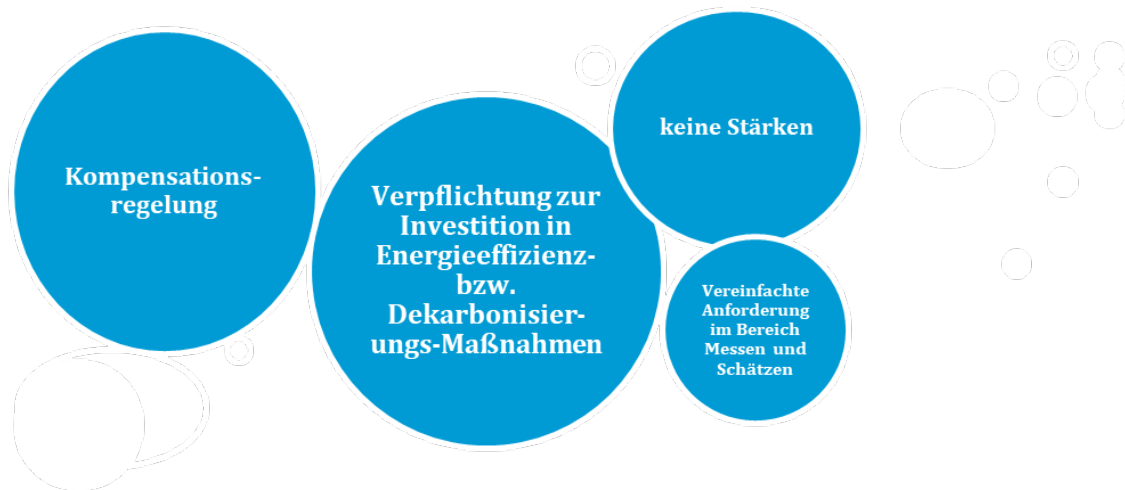 Kompensations-
regelung
Verpflichtung zur
Investition in
Energieeffizienz-
bzw.
Dekarbonisier-
ungs-Maßnahmen
keine Stärken
Vereinfachte
Anforderung
im Bereich
Messen und
Schätzen